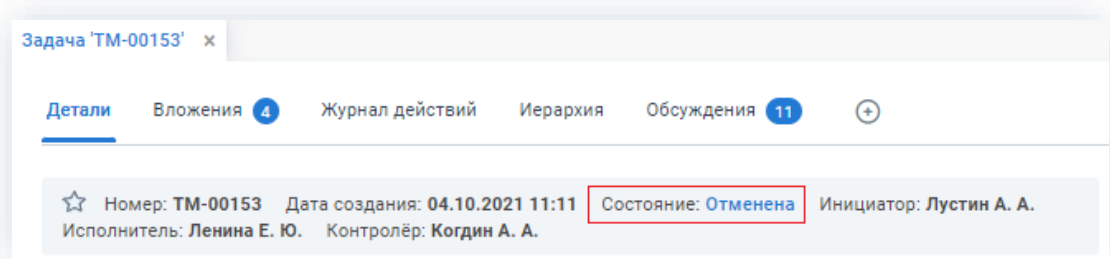 Задача 'ТМ-00153' ×
Детали Вложения 4 Журнал действий Иерархия Обсуждения 11
Номер: ТМ-00153 Дата создания: 04.10.2021 11:11 Состояние: Отменена Инициатор: Лустин А. А.
Исполнитель: Ленина Е. Ю. Контролёр: Когдин А. А.